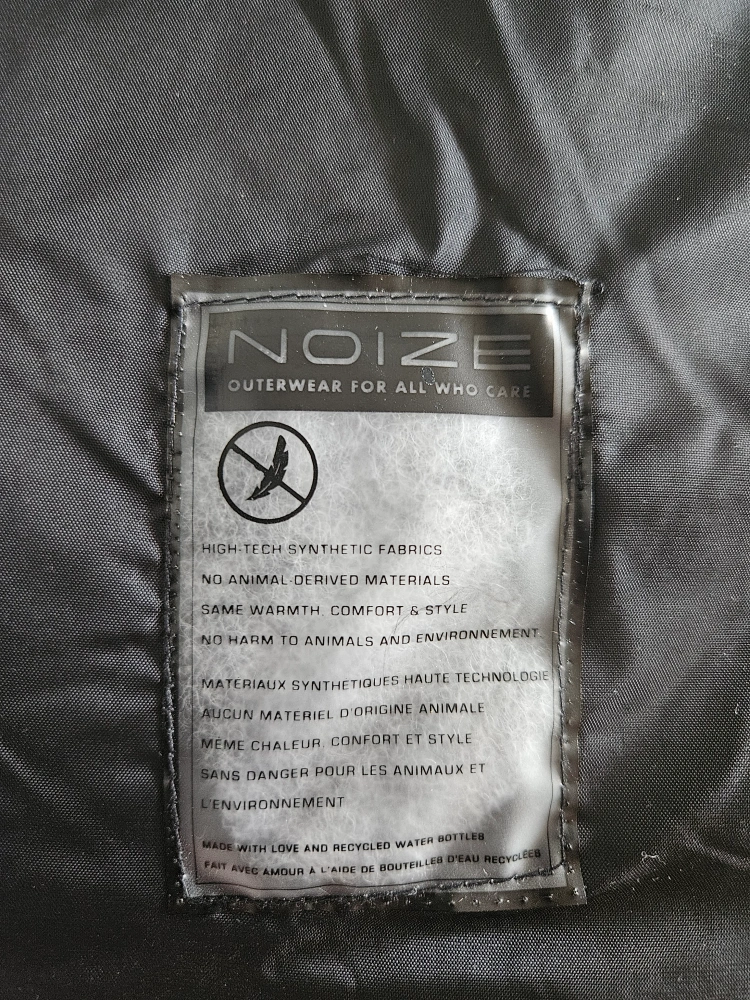 NOIZE
OUTERWEAR FOR ALL WHO CARE
HIGH-TECH SYNTHETIC FABRICS
NO ANIMAL-DERIVED MATERIALS
SAME WARMTH, COMFORT & STYLE
NO HARM TO ANIMALS AND ENVIRONNEMENT.
MATERIAUX SYNTHETIQUES HAUTE TECHNOLOGIE
AUCUN MATERIEL D'ORIGINE ANIMALE
MÊME CHALEUR, CONFORT ET STYLE
SANS DANGER POUR LES ANIMAUX ET
L'ENVIRONNEMENT
MADE WITH LOVE AND RECYCLED WATER BOTTLES
FAIT AVEC AMOUR À L'AIDE DE BOUTEILLES D'EAU RECYCLÉES